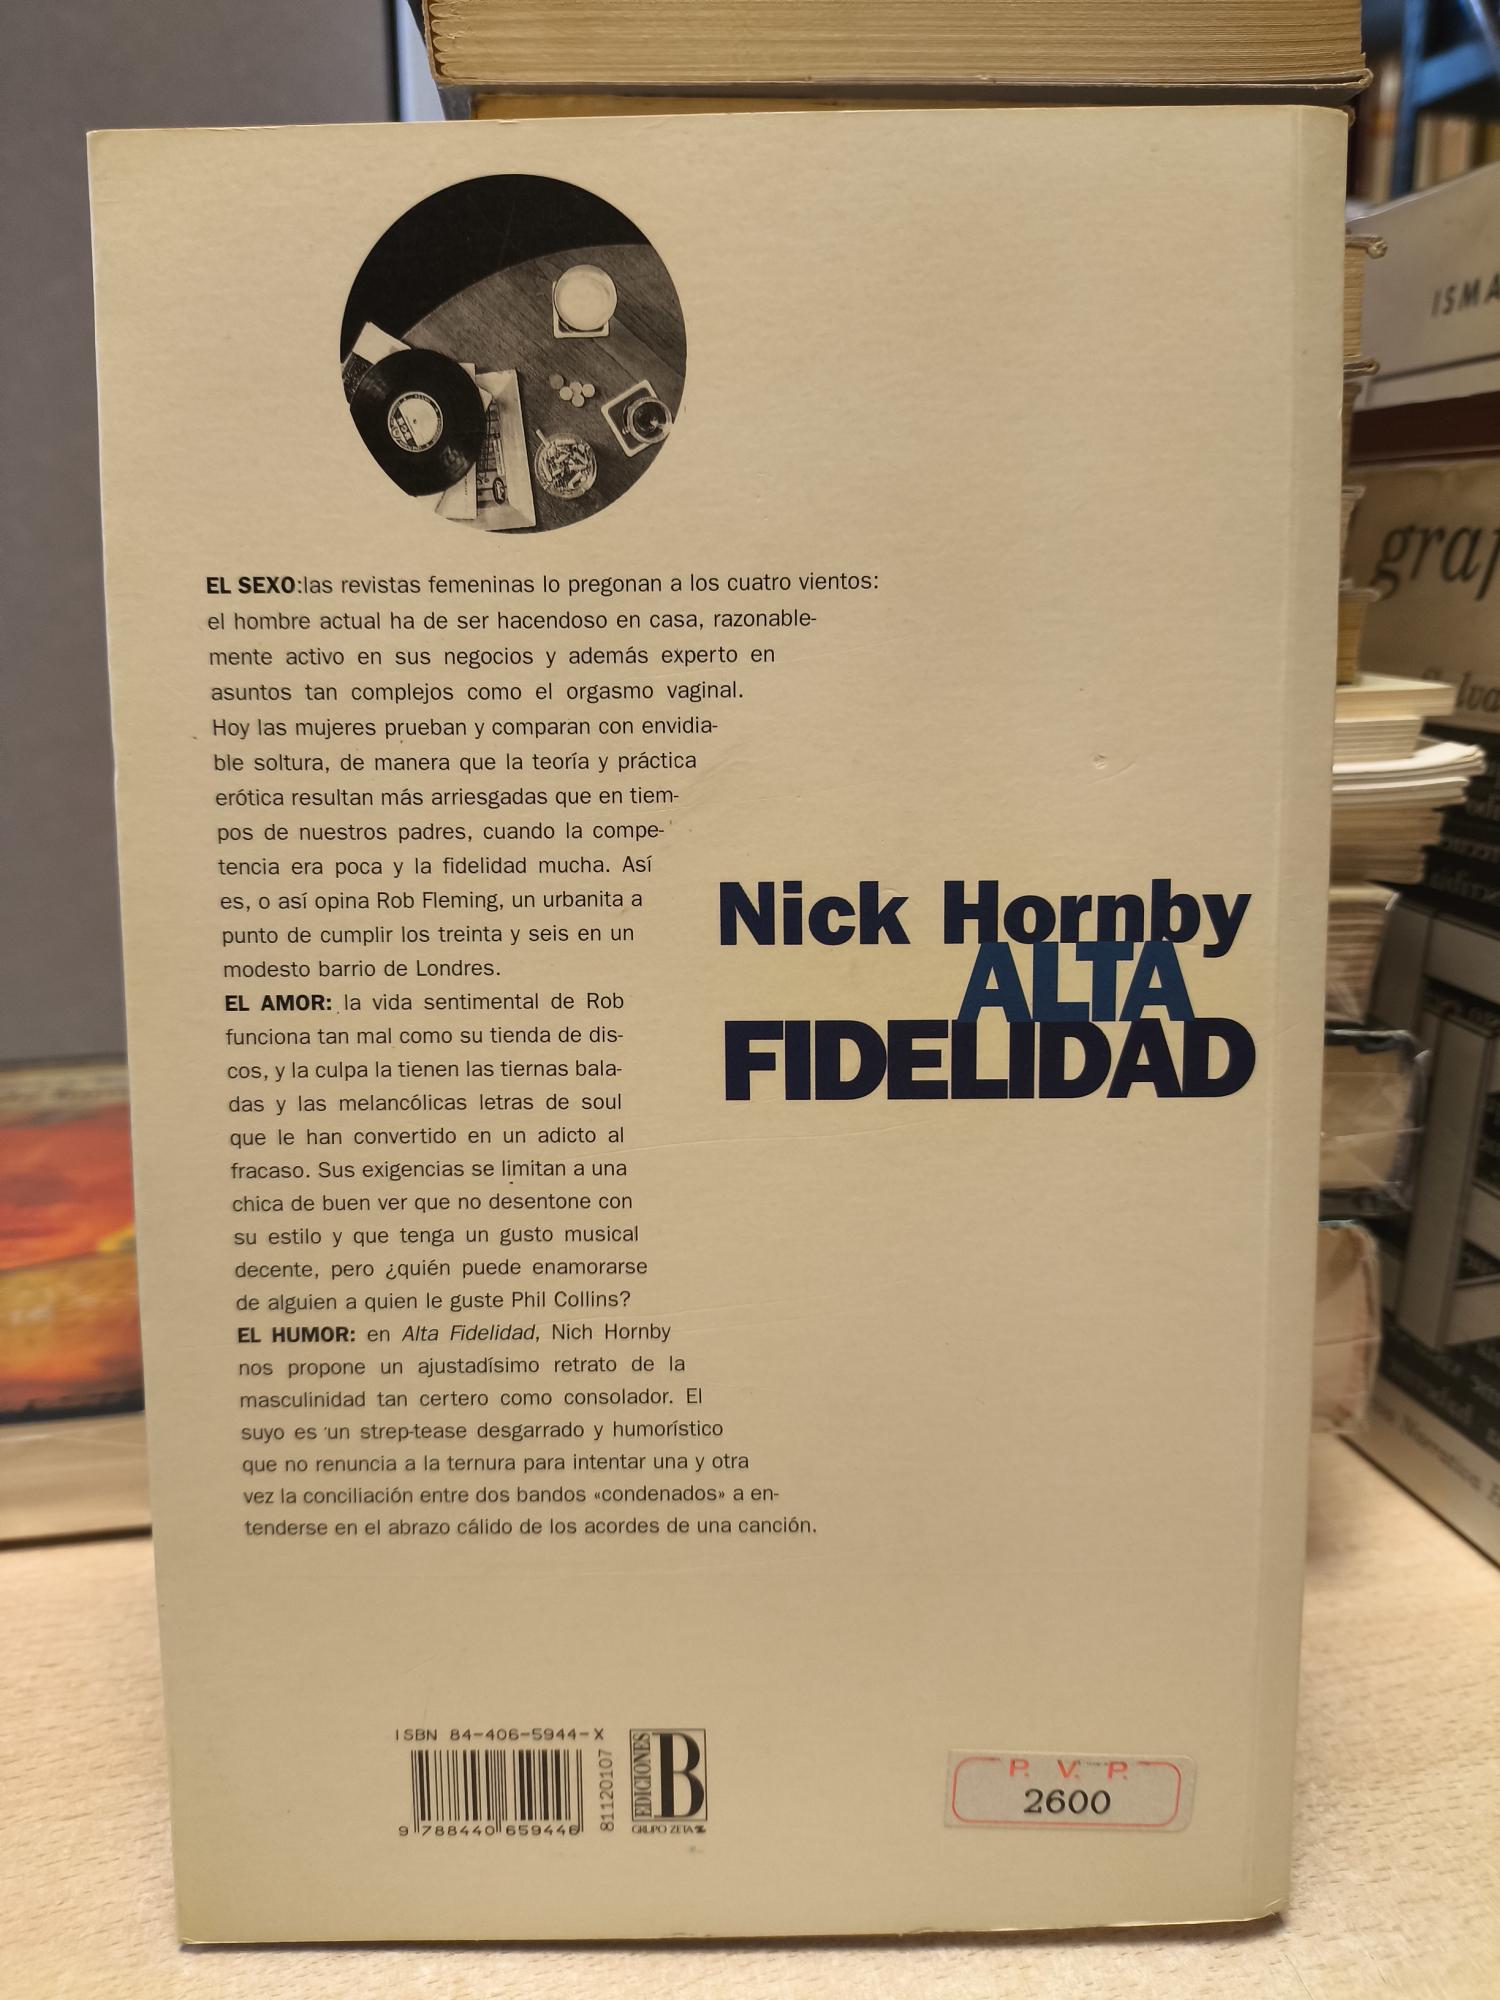 EL SEXO:las revistas femeninas lo pregonan a los cuatro vientos:
el hombre actual ha de ser hacendoso en casa, razonable-
mente activo en sus negocios y además experto en
asuntos tan complejos como el orgasmo vaginal.
Hoy las mujeres prueban y comparan con envidia-
ble soltura, de manera que la teoría y práctica
erótica resultan más arriesgadas que en tiem-
pos de nuestros padres, cuando la compe-
tencia era poca y la fidelidad mucha. Así
es, o así opina Rob Fleming, un urbanita a
punto de cumplir los treinta y seis en un
modesto barrio de Londres.
EL AMOR: la vida sentimental de Rob
funciona tan mal como su tienda de dis-
cos, y la culpa la tienen las tiernas bala-
das y las melancólicas letras de soul
que le han convertido en un adicto al
fracaso. Sus exigencias se limitan a una
chica de buen ver que no desentone con
su estilo y que tenga un gusto musical
decente, pero ¿quién puede enamorarse
de alguien a quien le guste Phil Collins?
EL HUMOR: en Alta Fidelidad, Nich Hornby
nos propone un ajustadísimo retrato de la
masculinidad tan certero como consolador. El
suyo es un strep-tease desgarrado y humorístico
que no renuncia a la ternura para intentar una y otra
vez la conciliación entre dos bandos «condenados» a en-
tenderse en el abrazo cálido de los acordes de una canción.
Nick Hornby
ALTA
FIDELIDAD
ISBN 84-406-5944-X
9 788440 659446
81120107
EDICIONES
B
GRUPO ZETA
P. V. P.
2600
ISMA
graf